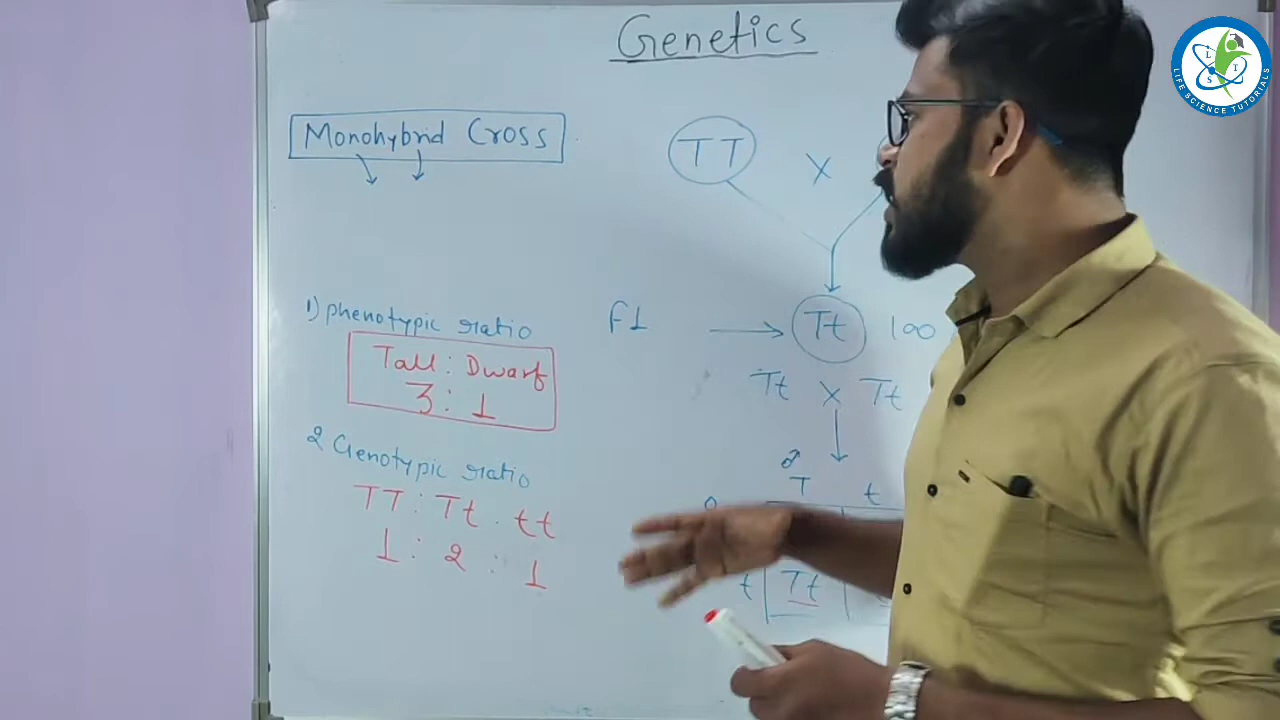 Genetics
LIFE SCIENCE TUTORIALS
L
S T
Monohybrid Cross
TT X
1) phenotypic ratio
Tall : Dwarf
3 : 1
F1
Tt 100
Tt X Tt
2 Genotypic ratio
TT : Tt . tt
1 : 2 : 1
♂
T t
t Tt